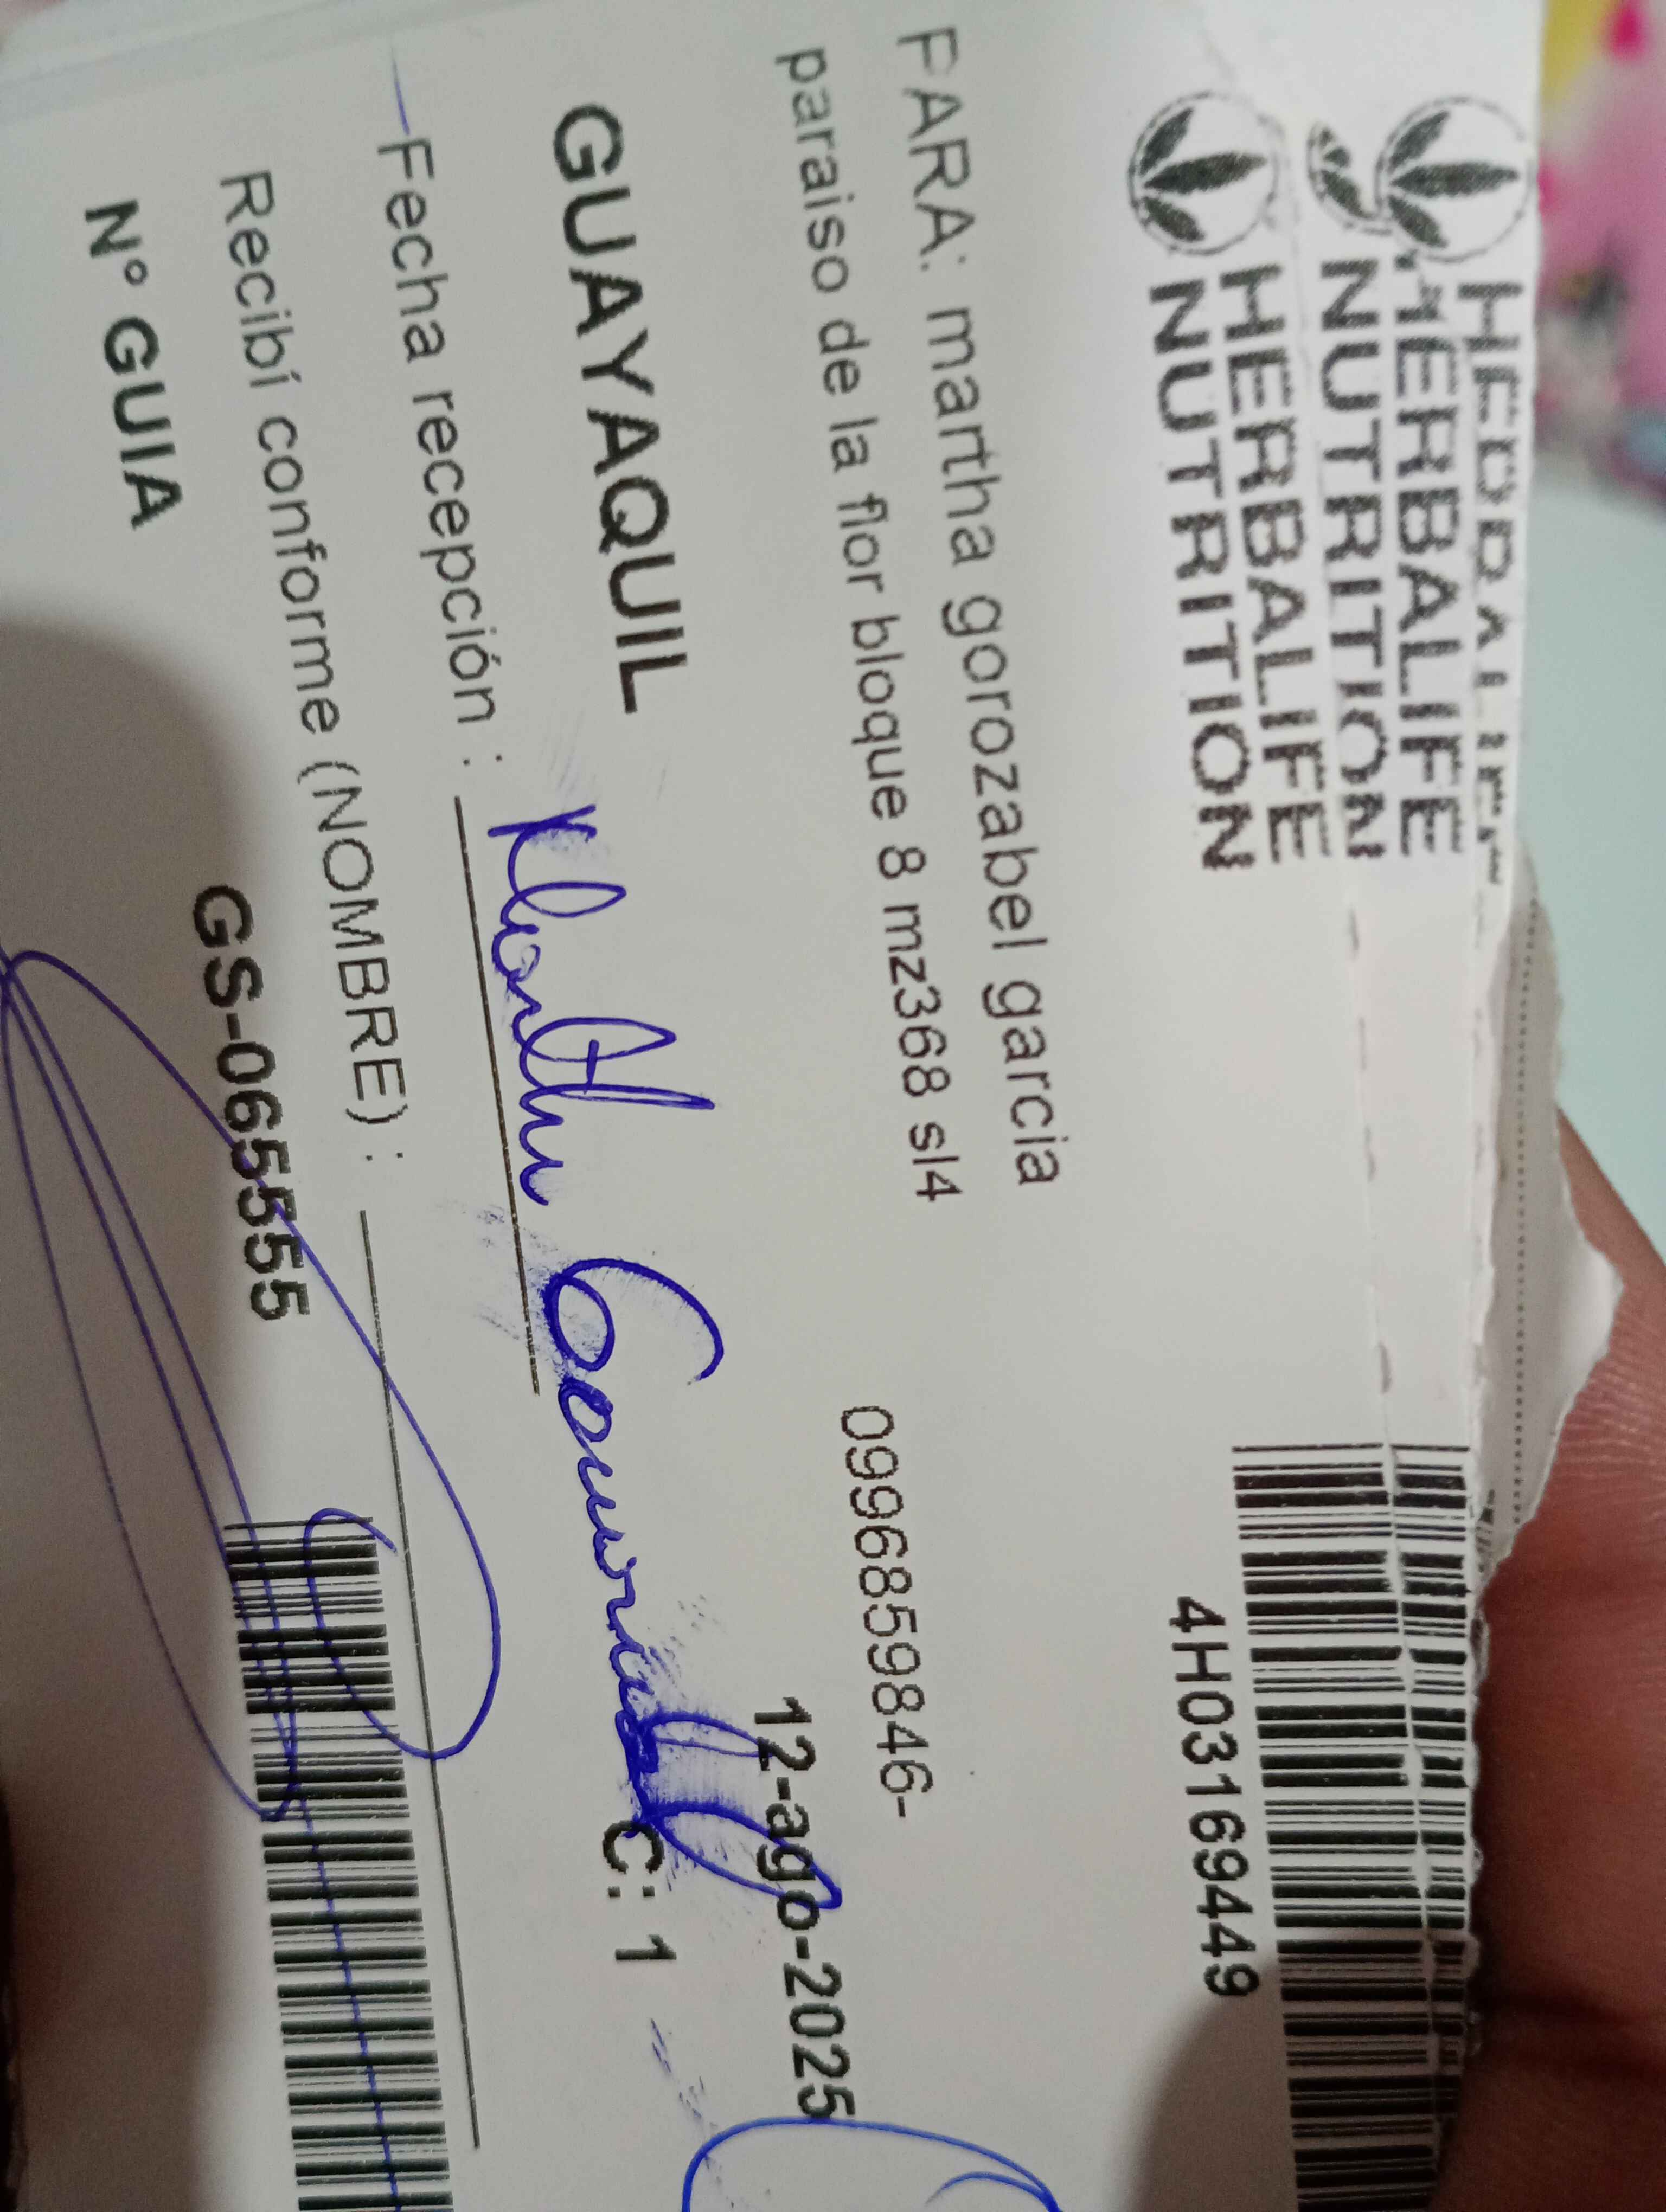 HERBALIFE
NUTRITION
HERBALIFE
NUTRITION
4H03169449
PARA: martha gorozabel garcia
paraiso de la flor bloque 8 mz368 sl4
0996859846-
12-ago-2025
GUAYAQUIL
C: 1
Fecha recepción :
Recibí conforme (NOMBRE) :
N° GUIA
GS-065555